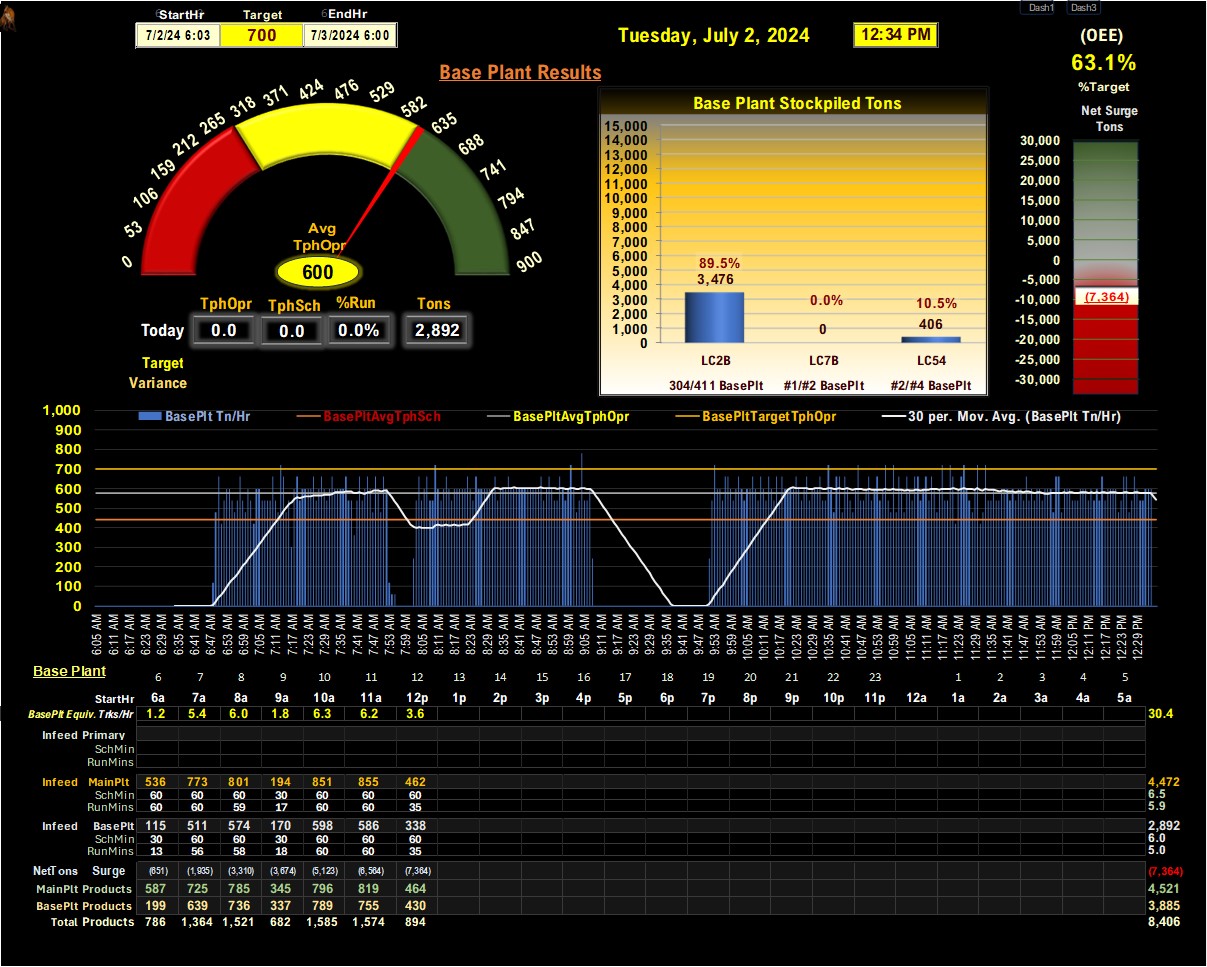 StartHr Target EndHr Dash1 Dash3
7/2/24 6:03 700 7/3/2024 6:00
Tuesday, July 2, 2024 12:34 PM
(OEE)
63.1%
%Target
Net Surge
Tons
30,000
25,000
20,000
15,000
10,000
5,000
0
-5,000
-10,000
(7,364)
-15,000
-20,000
-25,000
-30,000
Base Plant Results
0 53 106 159 212 265 318 371 424 476 529 582 635 688 741 794 847 900
Avg
TphOpr
600
TphOpr TphSch %Run Tons
Today 0.0 0.0 0.0% 2,892
Target
Variance
Base Plant Stockpiled Tons
15,000
14,000
13,000
12,000
11,000
10,000
9,000
8,000
7,000
6,000
5,000
4,000
3,000
2,000
1,000
0
89.5% 0.0% 10.5%
3,476 0 406
LC2B LC7B LC54
304/411 BasePlt #1/#2 BasePlt #2/#4 BasePlt
BasePlt Tn/Hr BasePltAvgTphSch BasePltAvgTphOpr BasePltTargetTphOpr 30 per. Mov. Avg. (BasePlt Tn/Hr)
1,000
900
800
700
600
500
400
300
200
100
0
6:05 AM 6:11 AM 6:17 AM 6:23 AM 6:29 AM 6:35 AM 6:41 AM 6:47 AM 6:53 AM 6:59 AM 7:05 AM 7:11 AM 7:17 AM 7:23 AM 7:29 AM 7:35 AM 7:41 AM 7:47 AM 7:53 AM 7:59 AM 8:05 AM 8:11 AM 8:17 AM 8:23 AM 8:29 AM 8:35 AM 8:41 AM 8:47 AM 8:53 AM 8:59 AM 9:05 AM 9:11 AM 9:17 AM 9:23 AM 9:29 AM 9:35 AM 9:41 AM 9:47 AM 9:53 AM 9:59 AM 10:05 AM 10:11 AM 10:17 AM 10:23 AM 10:29 AM 10:35 AM 10:41 AM 10:47 AM 10:53 AM 10:59 AM 11:05 AM 11:11 AM 11:17 AM 11:23 AM 11:29 AM 11:35 AM 11:41 AM 11:47 AM 11:53 AM 11:59 AM 12:05 PM 12:11 PM 12:17 PM 12:23 PM 12:29 PM
Base Plant 6 7 8 9 10 11 12 13 14 15 16 17 18 19 20 21 22 23 1 2 3 4 5
StartHr 6a 7a 8a 9a 10a 11a 12p 1p 2p 3p 4p 5p 6p 7p 8p 9p 10p 11p 12a 1a 2a 3a 4a 5a
BasePlt Equiv. Trks/Hr 1.2 5.4 6.0 1.8 6.3 6.2 3.6 30.4
Infeed Primary
SchMin
RunMins
Infeed MainPlt 536 773 801 194 851 855 462 4,472
SchMin 60 60 60 30 60 60 60 6.5
RunMins 60 60 59 17 60 60 35 5.9
Infeed BasePlt 115 511 574 170 598 586 338 2,892
SchMin 30 60 60 30 60 60 60 6.0
RunMins 13 56 58 18 60 60 35 5.0
NetTons Surge (651) (1,935) (3,310) (3,674) (5,123) (6,564) (7,364) (7,364)
MainPlt Products 587 725 785 345 796 819 464 4,521
BasePlt Products 199 639 736 337 789 755 430 3,885
Total Products 786 1,364 1,521 682 1,585 1,574 894 8,406